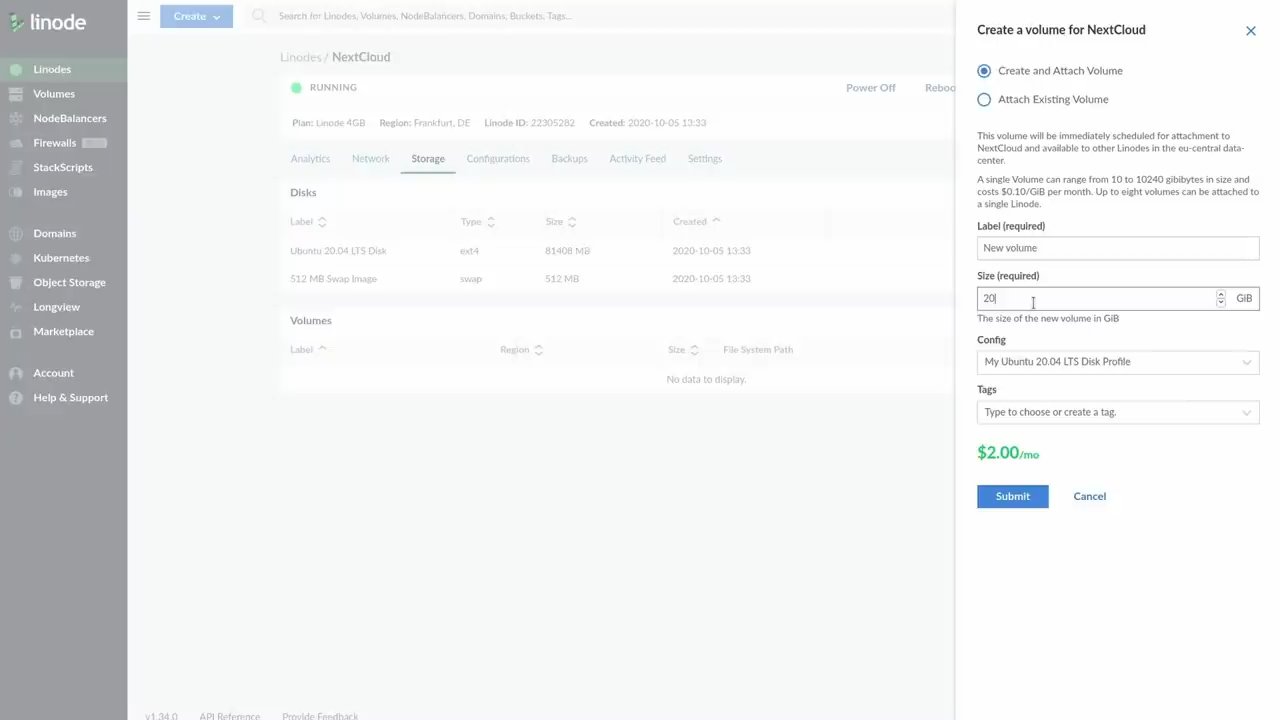 linode
Linodes
Volumes
NodeBalancers
Firewalls
StackScripts
Images
Domains
Kubernetes
Object Storage
Longview
Marketplace
Account
Help & Support
Create
Search for Linodes, Volumes, NodeBalancers, Domains, Buckets, Tags...
Linodes / NextCloud
RUNNING
Power Off
Reboo
Plan: Linode 4GB Region: Frankfurt, DE Linode ID: 22305282 Created: 2020-10-05 13:33
Analytics Network Storage Configurations Backups Activity Feed Settings
Disks
Label Type Size Created
Ubuntu 20.04 LTS Disk ext4 81408 MB 2020-10-05 13:33
512 MB Swap Image swap 512 MB 2020-10-05 13:33
Volumes
Label Region Size File System Path
No data to display.
v1.34.0 API Reference Provide Feedback
Create a volume for NextCloud
Create and Attach Volume
Attach Existing Volume
This volume will be immediately scheduled for attachment to
NextCloud and available to other Linodes in the eu-central data-
center.
A single Volume can range from 10 to 10240 gibibytes in size and
costs $0.10/GiB per month. Up to eight volumes can be attached to
a single Linode.
Label (required)
New volume
Size (required)
20 GiB
The size of the new volume in GiB
Config
My Ubuntu 20.04 LTS Disk Profile
Tags
Type to choose or create a tag.
$2.00/mo
Submit Cancel